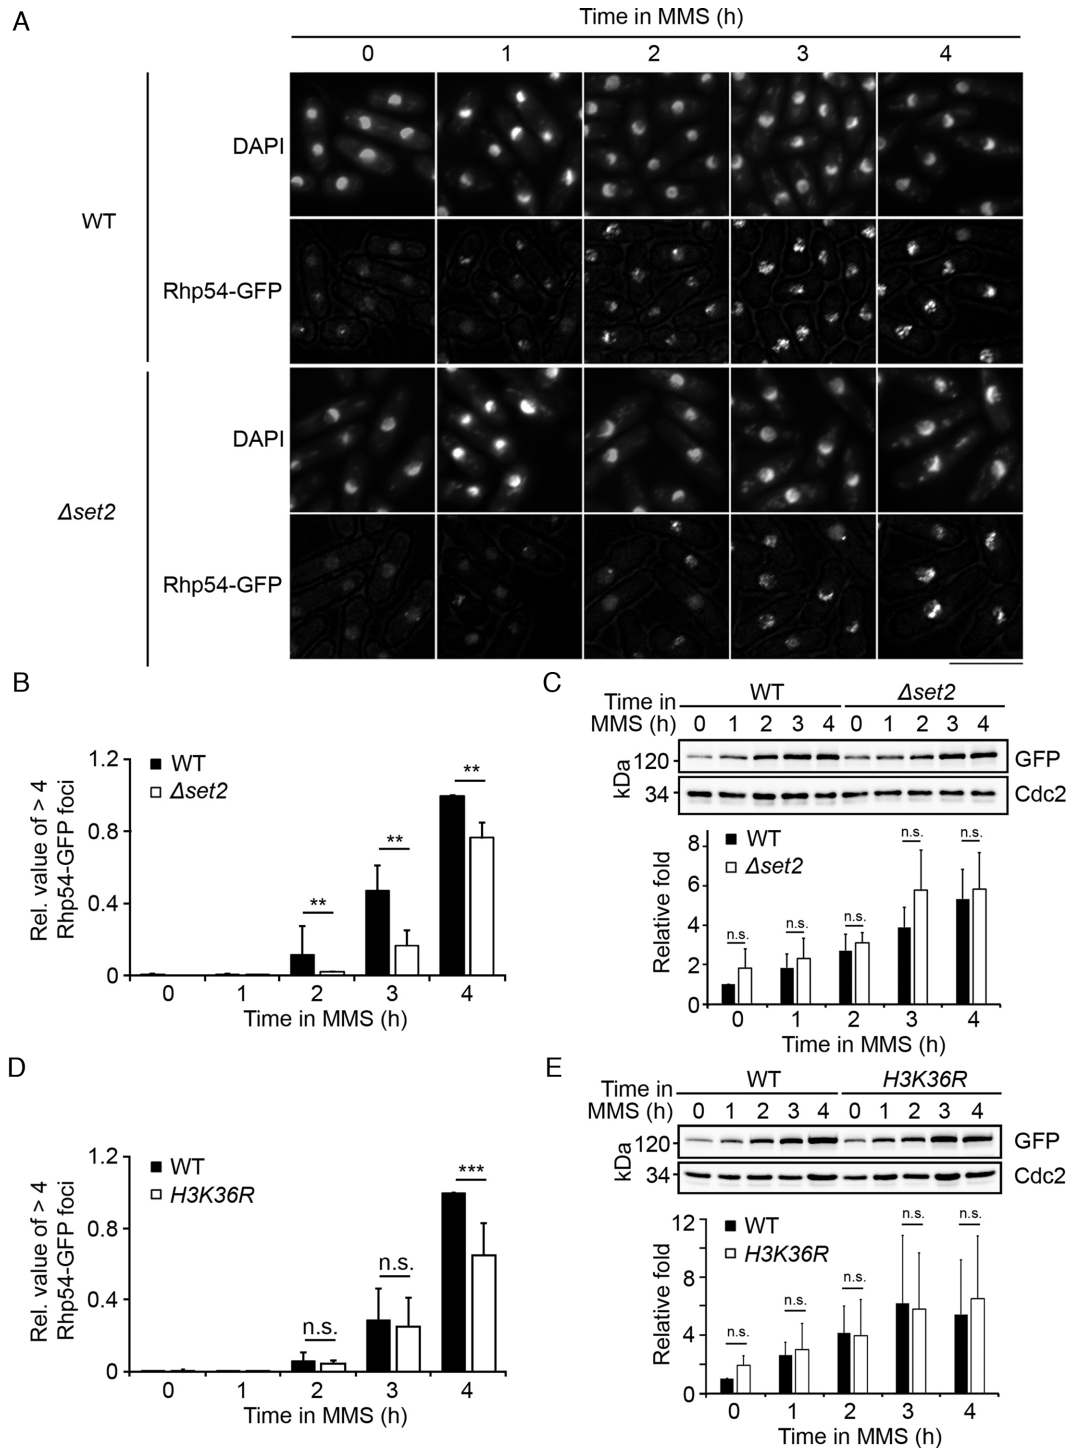 A
Time in MMS (h)
0 1 2 3 4
WT
DAPI
Rhp54-GFP
Δset2
DAPI
Rhp54-GFP
B
1.2
0.8
0.4
0
Rel. value of > 4
Rhp54-GFP foci
WT
Δset2
**
**
**
0 1 2 3 4
Time in MMS (h)
C
WT Δset2
Time in
MMS (h)
0 1 2 3 4 0 1 2 3 4
kDa
120
GFP
34
Cdc2
8
6
4
2
0
Relative fold
WT
Δset2
n.s.
n.s.
n.s.
n.s.
n.s.
0 1 2 3 4
Time in MMS (h)
D
1.2
0.8
0.4
0
Rel. value of > 4
Rhp54-GFP foci
WT
H3K36R
n.s.
n.s.
***
0 1 2 3 4
Time in MMS (h)
E
WT H3K36R
Time in
MMS (h)
0 1 2 3 4 0 1 2 3 4
kDa
120
GFP
34
Cdc2
12
8
4
0
Relative fold
WT
H3K36R
n.s.
n.s.
n.s.
n.s.
n.s.
0 1 2 3 4
Time in MMS (h)